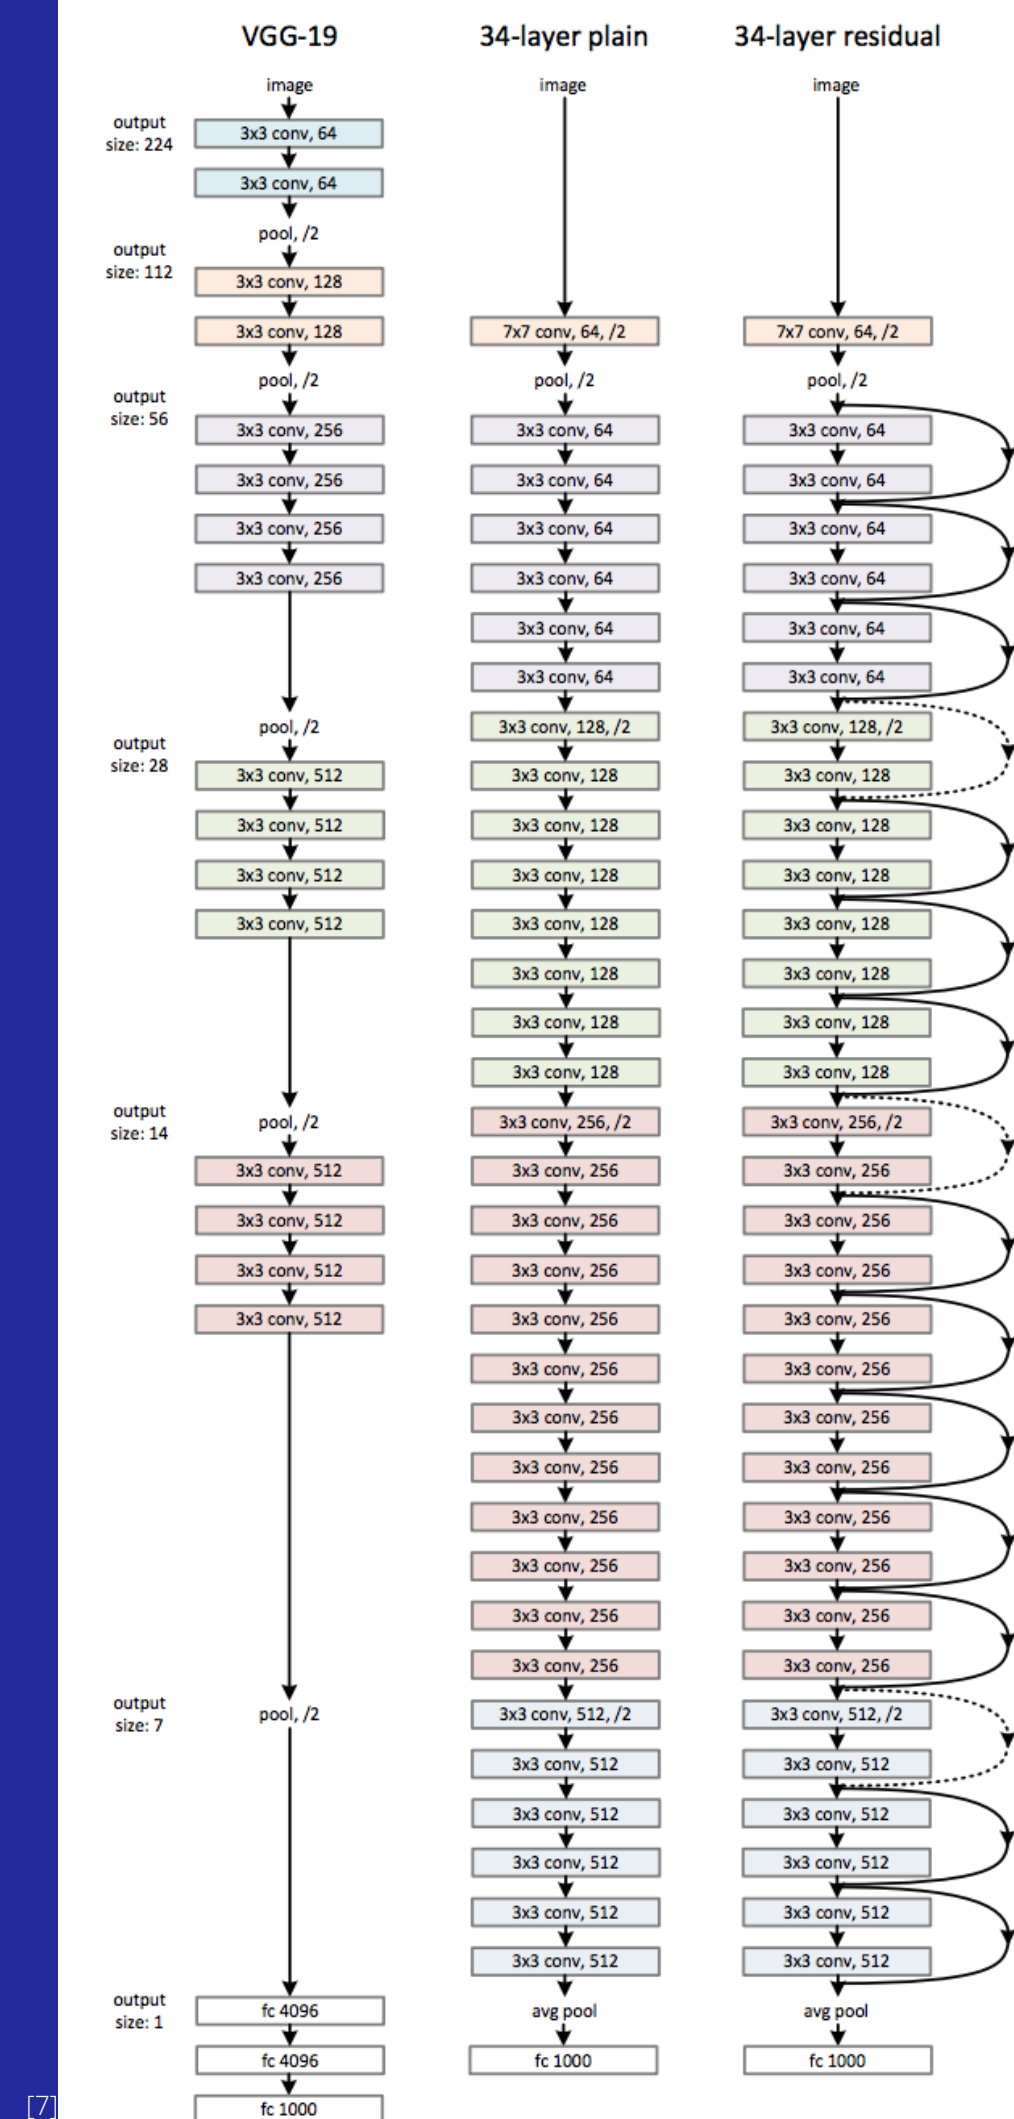 VGG-19
image
output
size: 224
3x3 conv, 64
3x3 conv, 64
pool, /2
output
size: 112
3x3 conv, 128
3x3 conv, 128
pool, /2
output
size: 56
3x3 conv, 256
3x3 conv, 256
3x3 conv, 256
3x3 conv, 256
pool, /2
output
size: 28
3x3 conv, 512
3x3 conv, 512
3x3 conv, 512
3x3 conv, 512
output
size: 14
pool, /2
3x3 conv, 512
3x3 conv, 512
3x3 conv, 512
3x3 conv, 512
output
size: 7
pool, /2
output
size: 1
fc 4096
fc 4096
fc 1000
34-layer plain
image
7x7 conv, 64, /2
pool, /2
3x3 conv, 64
3x3 conv, 64
3x3 conv, 64
3x3 conv, 64
3x3 conv, 64
3x3 conv, 64
3x3 conv, 128, /2
3x3 conv, 128
3x3 conv, 128
3x3 conv, 128
3x3 conv, 128
3x3 conv, 128
3x3 conv, 128
3x3 conv, 128
3x3 conv, 256, /2
3x3 conv, 256
3x3 conv, 256
3x3 conv, 256
3x3 conv, 256
3x3 conv, 256
3x3 conv, 256
3x3 conv, 256
3x3 conv, 256
3x3 conv, 256
3x3 conv, 256
3x3 conv, 256
3x3 conv, 512, /2
3x3 conv, 512
3x3 conv, 512
3x3 conv, 512
3x3 conv, 512
3x3 conv, 512
avg pool
fc 1000
34-layer residual
image
7x7 conv, 64, /2
pool, /2
3x3 conv, 64
3x3 conv, 64
3x3 conv, 64
3x3 conv, 64
3x3 conv, 64
3x3 conv, 64
3x3 conv, 128, /2
3x3 conv, 128
3x3 conv, 128
3x3 conv, 128
3x3 conv, 128
3x3 conv, 128
3x3 conv, 128
3x3 conv, 128
3x3 conv, 256, /2
3x3 conv, 256
3x3 conv, 256
3x3 conv, 256
3x3 conv, 256
3x3 conv, 256
3x3 conv, 256
3x3 conv, 256
3x3 conv, 256
3x3 conv, 256
3x3 conv, 256
3x3 conv, 256
3x3 conv, 512, /2
3x3 conv, 512
3x3 conv, 512
3x3 conv, 512
3x3 conv, 512
3x3 conv, 512
avg pool
fc 1000
[7]